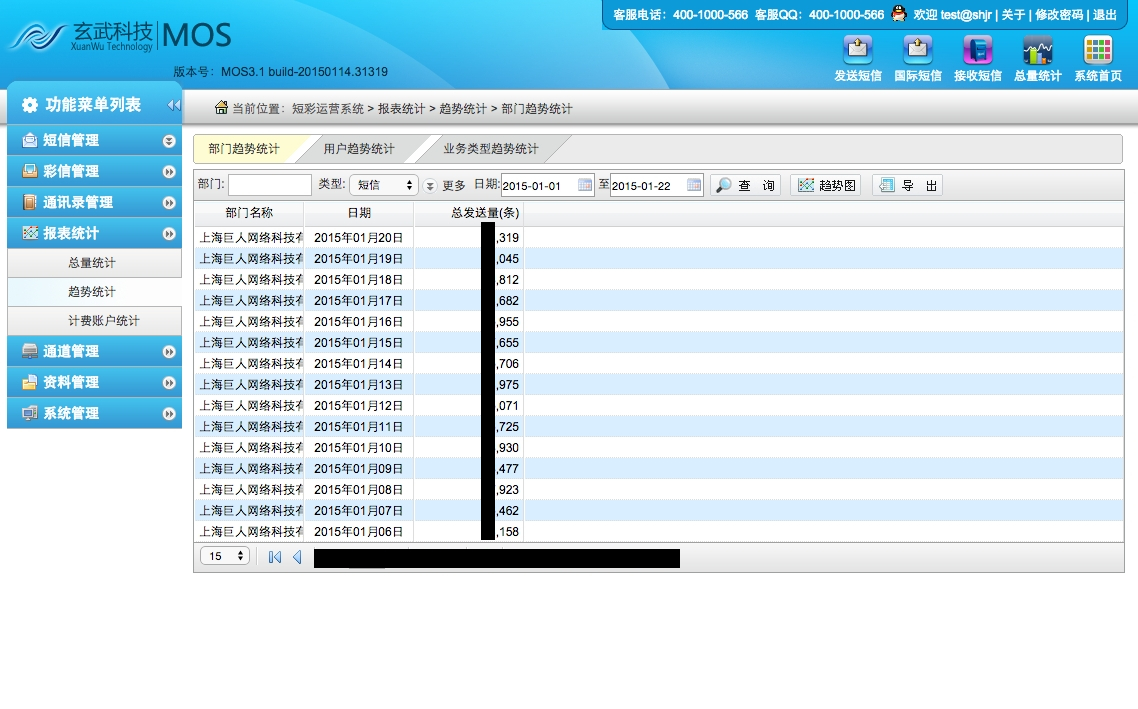 客服电话：400-1000-566 客服QQ：400-1000-566 欢迎 test@shjr | 关于 | 修改密码 | 退出
玄武科技 MOS
XuanWu Technology
版本号：MOS3.1 build-20150114.31319
发送短信 国际短信 接收短信 总量统计 系统首页
功能菜单列表
短信管理
彩信管理
通讯录管理
报表统计
总量统计
趋势统计
计费账户统计
通道管理
资料管理
系统管理
当前位置：短彩运营系统 > 报表统计 > 趋势统计 > 部门趋势统计
部门趋势统计 用户趋势统计 业务类型趋势统计
部门: 类型: 短信 更多 日期: 2015-01-01 至 2015-01-22 查 询 趋势图 导 出
部门名称 日期 总发送量(条)
上海巨人网络科技有 2015年01月20日 ,319
上海巨人网络科技有 2015年01月19日 ,045
上海巨人网络科技有 2015年01月18日 ,812
上海巨人网络科技有 2015年01月17日 ,682
上海巨人网络科技有 2015年01月16日 ,955
上海巨人网络科技有 2015年01月15日 ,655
上海巨人网络科技有 2015年01月14日 ,706
上海巨人网络科技有 2015年01月13日 ,975
上海巨人网络科技有 2015年01月12日 ,071
上海巨人网络科技有 2015年01月11日 ,725
上海巨人网络科技有 2015年01月10日 ,930
上海巨人网络科技有 2015年01月09日 ,477
上海巨人网络科技有 2015年01月08日 ,923
上海巨人网络科技有 2015年01月07日 ,462
上海巨人网络科技有 2015年01月06日 ,158
15